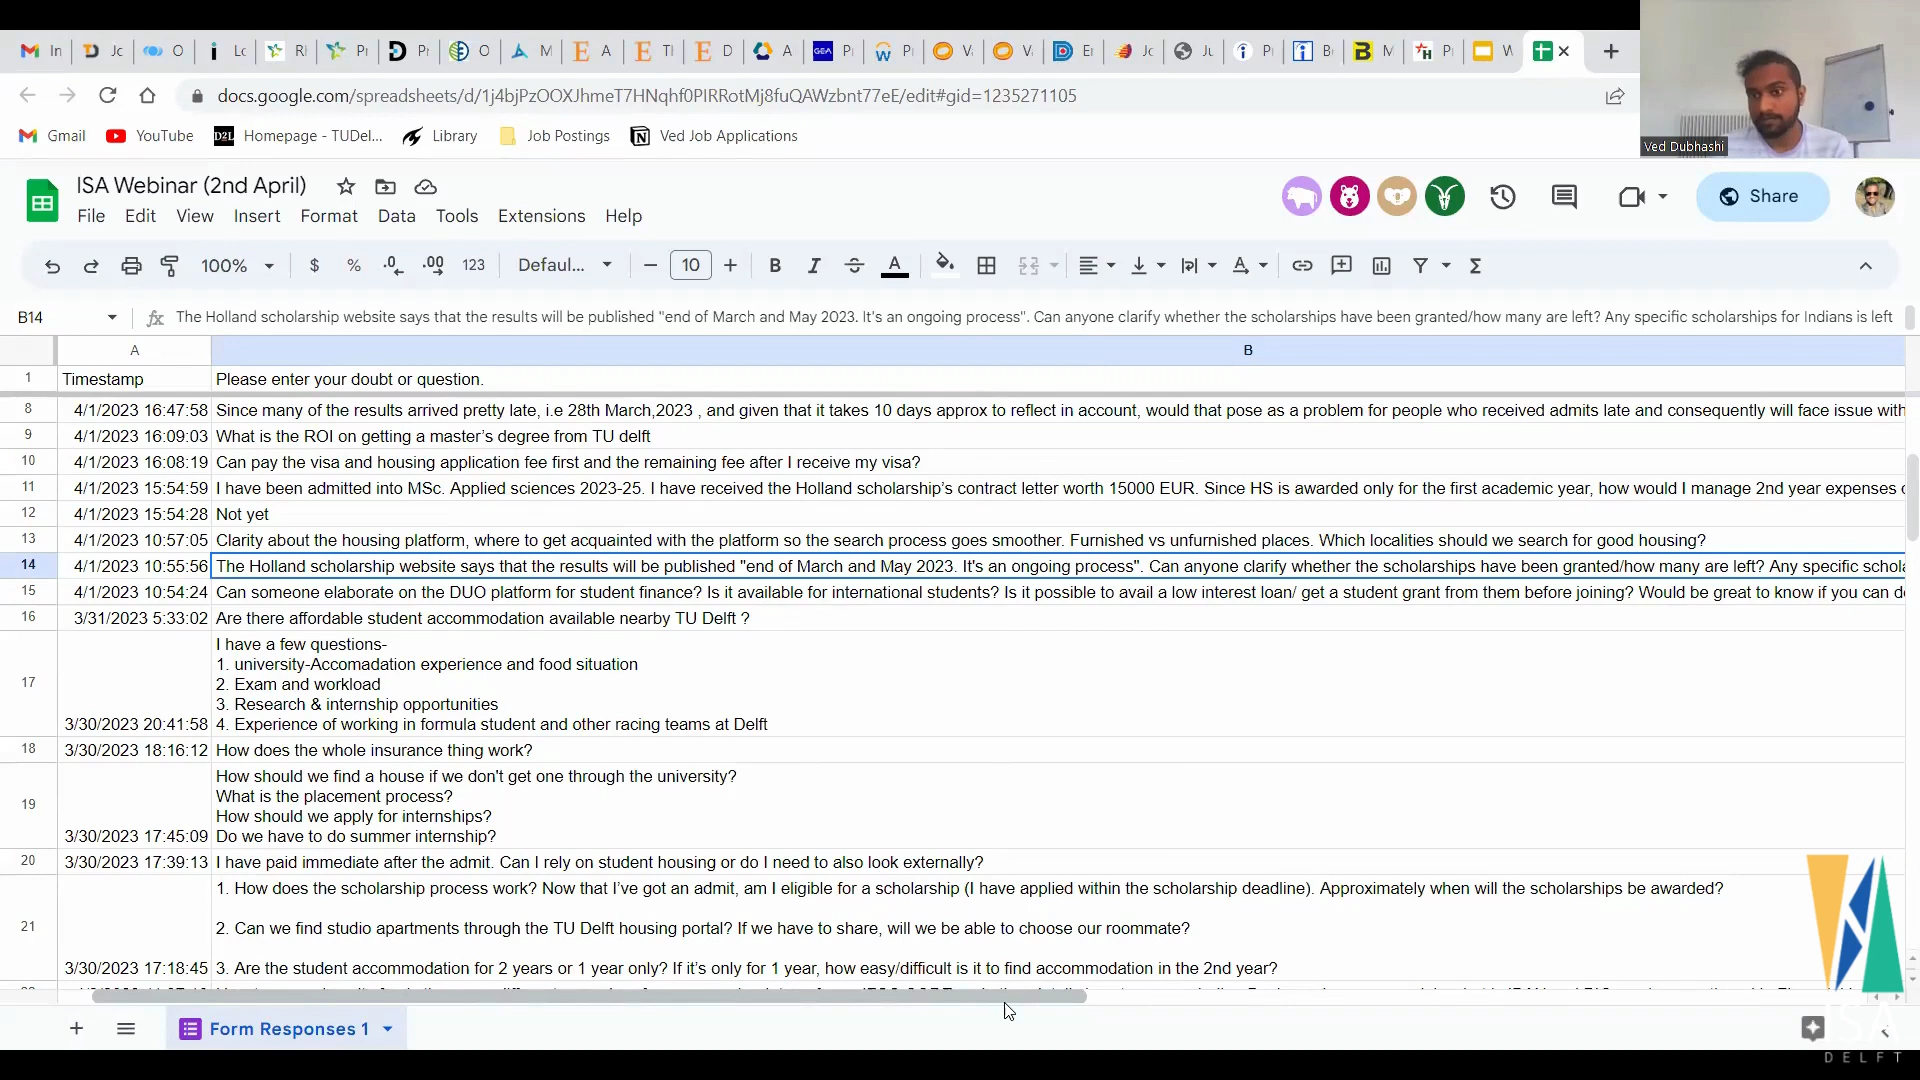 In
Jc
O
Lc
RI
Pr
Pr
O
M
A
Tl
D
A
Pr
Pr
Vi
Vi
Er
Jc
Ju
Pr
Br
M
Pr
W
docs.google.com/spreadsheets/d/1j4bjPzOOXJhmeT7HNqhf0PIRRotMj8fuQAWzbnt77eE/edit#gid=1235271105
Gmail
YouTube
Homepage - TUDel...
Library
Job Postings
Ved Job Applications
Ved Dubhashi
ISA Webinar (2nd April)
File Edit View Insert Format Data Tools Extensions Help
Share
100% $ % .0 .00 123 Defaul... 10 B I A
B14
The Holland scholarship website says that the results will be published "end of March and May 2023. It's an ongoing process". Can anyone clarify whether the scholarships have been granted/how many are left? Any specific scholarships for Indians is left
A B
1 Timestamp Please enter your doubt or question.
8 4/1/2023 16:47:58 Since many of the results arrived pretty late, i.e 28th March,2023 , and given that it takes 10 days approx to reflect in account, would that pose as a problem for people who received admits late and consequently will face issue with
9 4/1/2023 16:09:03 What is the ROI on getting a master's degree from TU delft
10 4/1/2023 16:08:19 Can pay the visa and housing application fee first and the remaining fee after I receive my visa?
11 4/1/2023 15:54:59 I have been admitted into MSc. Applied sciences 2023-25. I have received the Holland scholarship's contract letter worth 15000 EUR. Since HS is awarded only for the first academic year, how would I manage 2nd year expenses
12 4/1/2023 15:54:28 Not yet
13 4/1/2023 10:57:05 Clarity about the housing platform, where to get acquainted with the platform so the search process goes smoother. Furnished vs unfurnished places. Which localities should we search for good housing?
14 4/1/2023 10:55:56 The Holland scholarship website says that the results will be published "end of March and May 2023. It's an ongoing process". Can anyone clarify whether the scholarships have been granted/how many are left? Any specific schola
15 4/1/2023 10:54:24 Can someone elaborate on the DUO platform for student finance? Is it available for international students? Is it possible to avail a low interest loan/ get a student grant from them before joining? Would be great to know if you can d
16 3/31/2023 5:33:02 Are there affordable student accommodation available nearby TU Delft ?
I have a few questions-
1. university-Accomadation experience and food situation
17 2. Exam and workload
3. Research & internship opportunities
3/30/2023 20:41:58 4. Experience of working in formula student and other racing teams at Delft
18 3/30/2023 18:16:12 How does the whole insurance thing work?
How should we find a house if we don't get one through the university?
What is the placement process?
19 How should we apply for internships?
3/30/2023 17:45:09 Do we have to do summer internship?
20 3/30/2023 17:39:13 I have paid immediate after the admit. Can I rely on student housing or do I need to also look externally?
1. How does the scholarship process work? Now that I've got an admit, am I eligible for a scholarship (I have applied within the scholarship deadline). Approximately when will the scholarships be awarded?
21 2. Can we find studio apartments through the TU Delft housing portal? If we have to share, will we be able to choose our roommate?
3/30/2023 17:18:45 3. Are the student accommodation for 2 years or 1 year only? If it's only for 1 year, how easy/difficult is it to find accommodation in the 2nd year?
Form Responses 1
ISA
DELFT